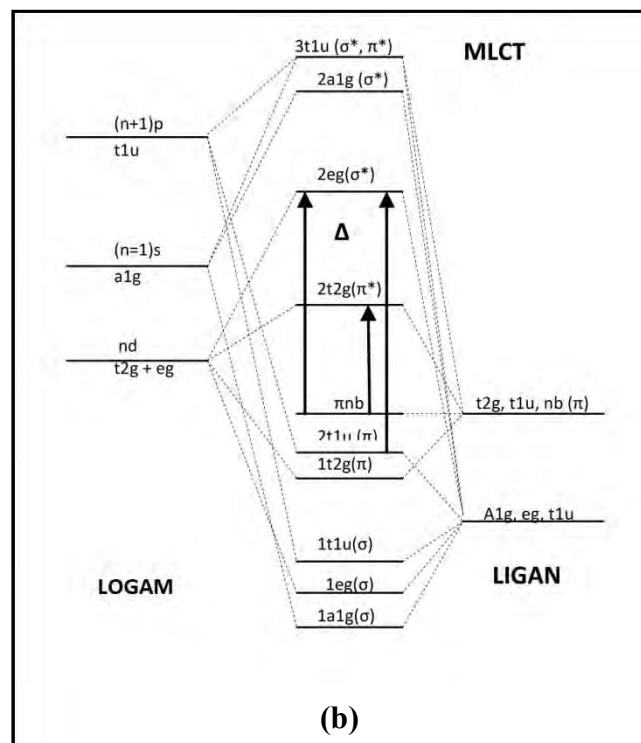 3t1u (σ*, π*)
MLCT
2a1g (σ*)
(n+1)p
t1u
2eg(σ*)
Δ
(n=1)s
a1g
2t2g(π*)
nd
t2g + eg
πnb
t2g, t1u, nb (π)
2t1u (π)
1t2g(π)
A1g, eg, t1u
1t1u(σ)
LOGAM
LIGAN
1eg(σ)
1a1g(σ)
(b)